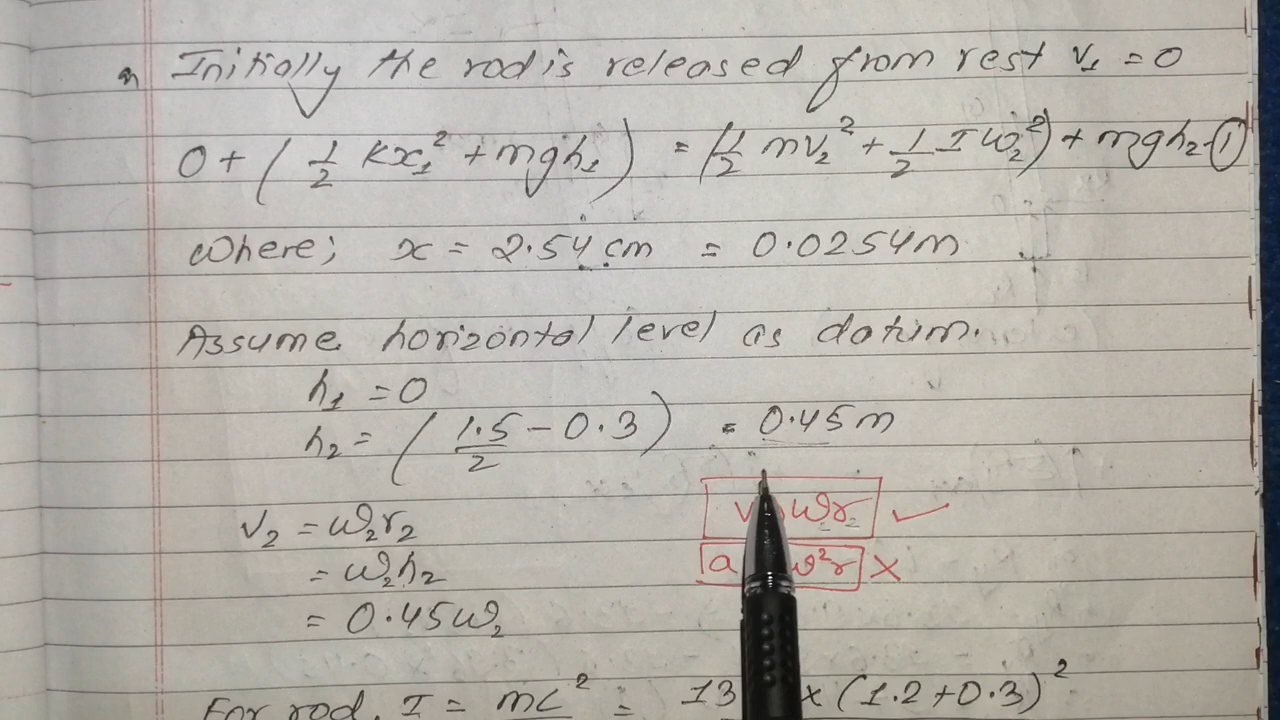 Initially the rod is released from rest v₁ = 0
0 + (1/2 Kx₁² + mgh₁) = (1/2 mv₂² + 1/2 Iω₂²) + mgh₂ - ①
Where; x = 2.54 cm = 0.0254m
Assume horizontal level as datum.
h₁ = 0
h₂ = (1.5/2 - 0.3) = 0.45m
v₂ = ω₂r₂
= ω₂h₂
= 0.45ω₂
v ωr₂ ✓
a ω²r ×
For rod, I = mL² = 13 x (1.2+0.3)²